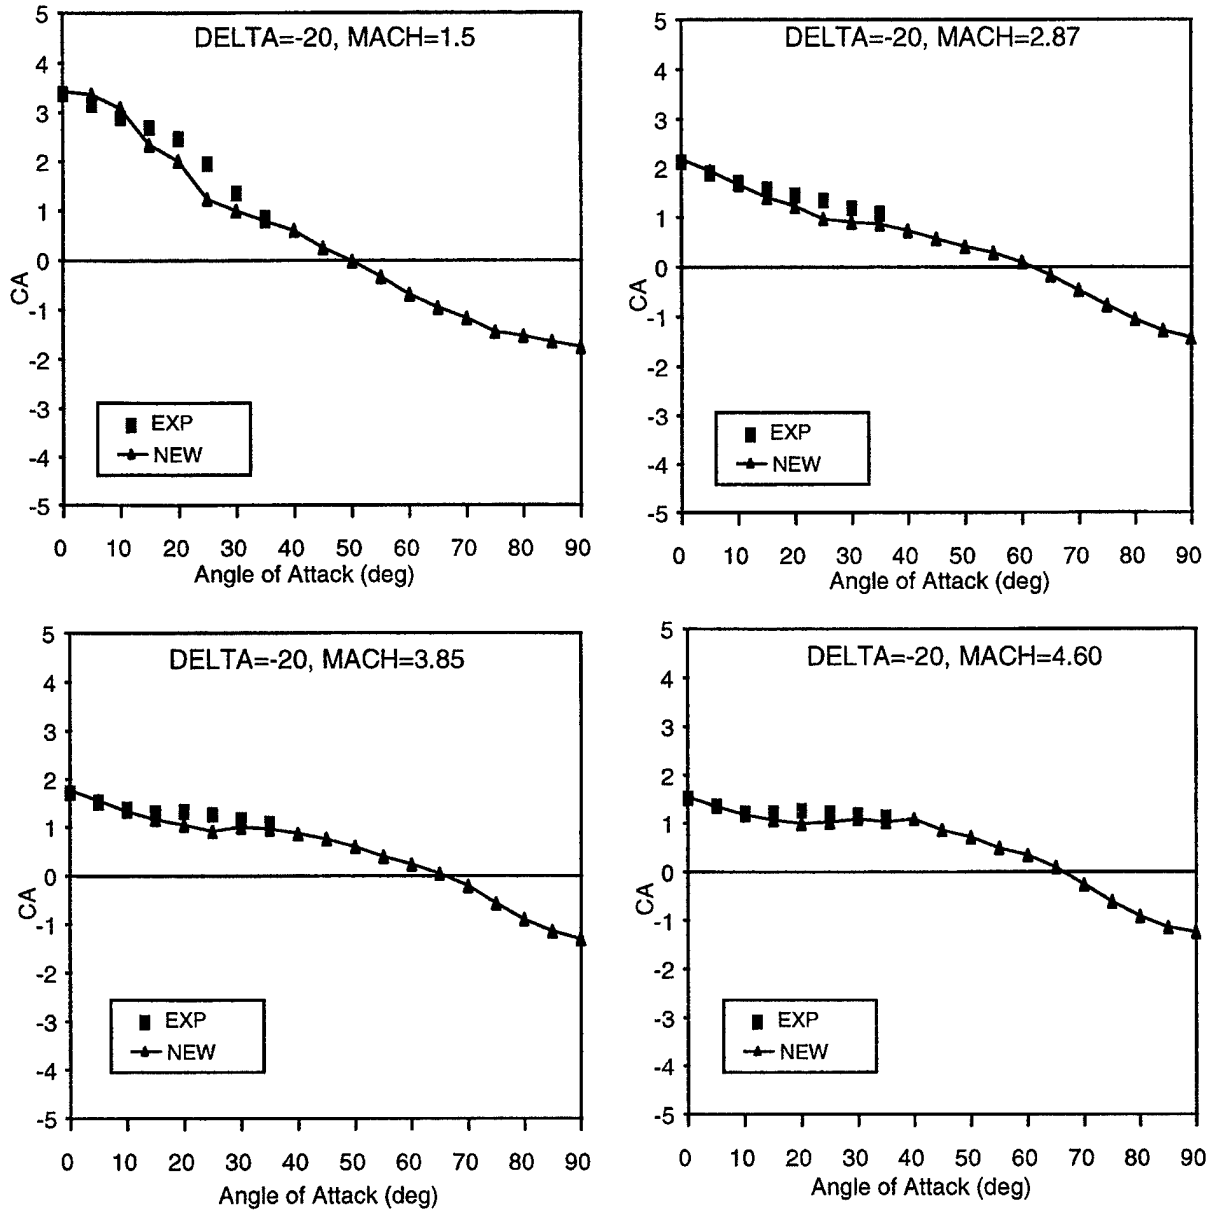 DELTA=-20, MACH=1.5
5
4
3
2
1
0
-1
-2
-3
-4
-5
CA
EXP
NEW
0 10 20 30 40 50 60 70 80 90
Angle of Attack (deg)
DELTA=-20, MACH=2.87
5
4
3
2
1
0
-1
-2
-3
-4
-5
CA
EXP
NEW
0 10 20 30 40 50 60 70 80 90
Angle of Attack (deg)
DELTA=-20, MACH=3.85
5
4
3
2
1
0
-1
-2
-3
-4
-5
CA
EXP
NEW
0 10 20 30 40 50 60 70 80 90
Angle of Attack (deg)
DELTA=-20, MACH=4.60
5
4
3
2
1
0
-1
-2
-3
-4
-5
CA
EXP
NEW
0 10 20 30 40 50 60 70 80 90
Angle of Attack (deg)